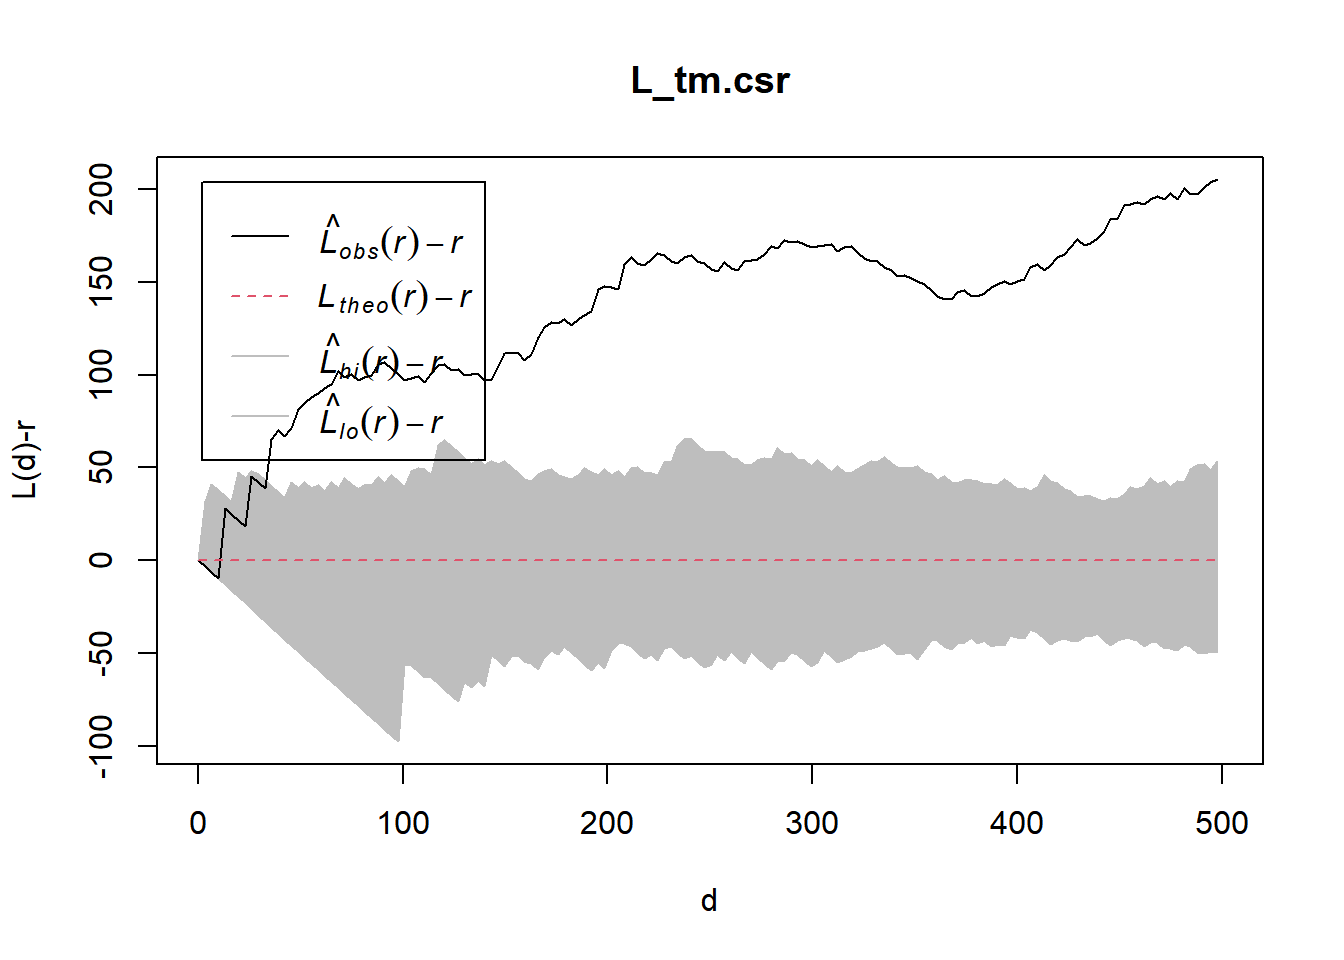 L_tm.csr
L̂obs(r) − r
Ltheo(r) − r
L̂hi(r) − r
L̂lo(r) − r
L(d)-r
200
150
100
50
0
-50
-100
0 100 200 300 400 500
d